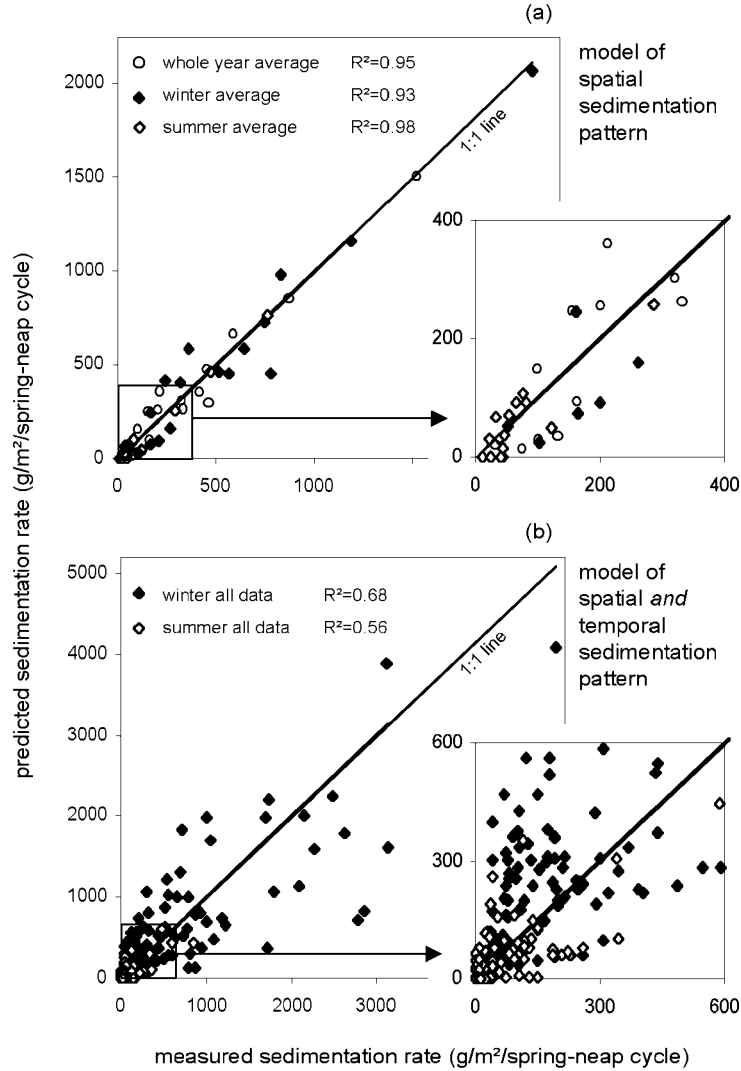 (a)
whole year average R²=0.95
winter average R²=0.93
summer average R²=0.98
model of
spatial
sedimentation
pattern
1:1 line
2000
1500
1000
500
0
0 500 1000
400
200
0
0 200 400
(b)
winter all data R²=0.68
summer all data R²=0.56
model of
spatial and
temporal
sedimentation
pattern
1:1 line
5000
4000
3000
2000
1000
0
0 1000 2000 3000
600
300
0
0 300 600
predicted sedimentation rate (g/m²/spring-neap cycle)
measured sedimentation rate (g/m²/spring-neap cycle)